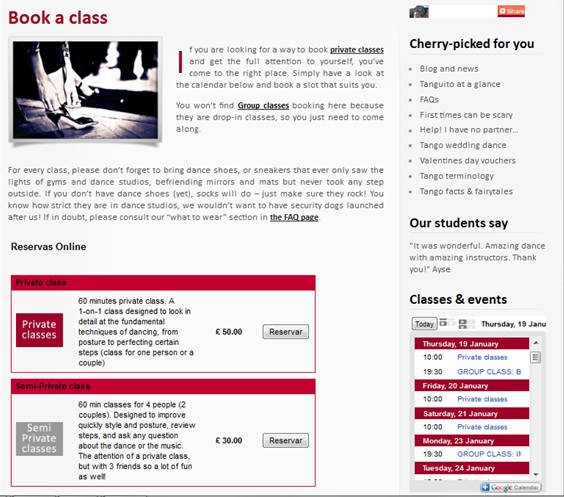 Book a class
If you are looking for a way to book private classes
and get the full attention to yourself, you've
come to the right place. Simply have a look at
the calendar below and book a slot that suits you.
You won't find Group classes booking here because
they are drop-in classes, so you just need to come
along.
For every class, please don't forget to bring dance shoes, or sneakers that ever only saw the
lights of gyms and dance studios, befriending mirrors and mats but never took any step
outside. If you don't have dance shoes (yet), socks will do – just make sure they rock! You
know how strict they are in dance studios, we wouldn't want to have security dogs launched
after us! If in doubt, please consult our "what to wear" section in the FAQ page.
Reservas Online
Private class
Private
classes
60 minutes private class. A
1-on-1 class designed to look in
detail at the fundamental
techniques of dancing, from
posture to perfecting certain
steps (class for one person or a
couple)
£ 50.00
Reservar
Semi-Private class
Semi
Private
classes
60 min classes for 4 people (2
couples). Designed to improve
quickly style and posture, review
steps, and ask any question
about the dance or the music.
The attention of a private class,
but with 3 friends so a lot of fun
as well!
£ 30.00
Reservar
Share
Cherry-picked for you
Blog and news
Tanguito at a glance
FAQs
First times can be scary
Help! I have no partner...
Tango wedding dance
Valentines day vouchers
Tango terminology
Tango facts & fairytales
Our students say
"It was wonderful. Amazing dance
with amazing instructors. Thank
you!" Ayse
Classes & events
Today Thursday, 19 Janu
Thursday, 19 January
10:00 Private classes
19:30 GROUP CLASS: B
Friday, 20 January
10:00 Private classes
Saturday, 21 January
10:00 Private classes
Monday, 23 January
19:30 GROUP CLASS:
Tuesday, 24 January
Google Calendar